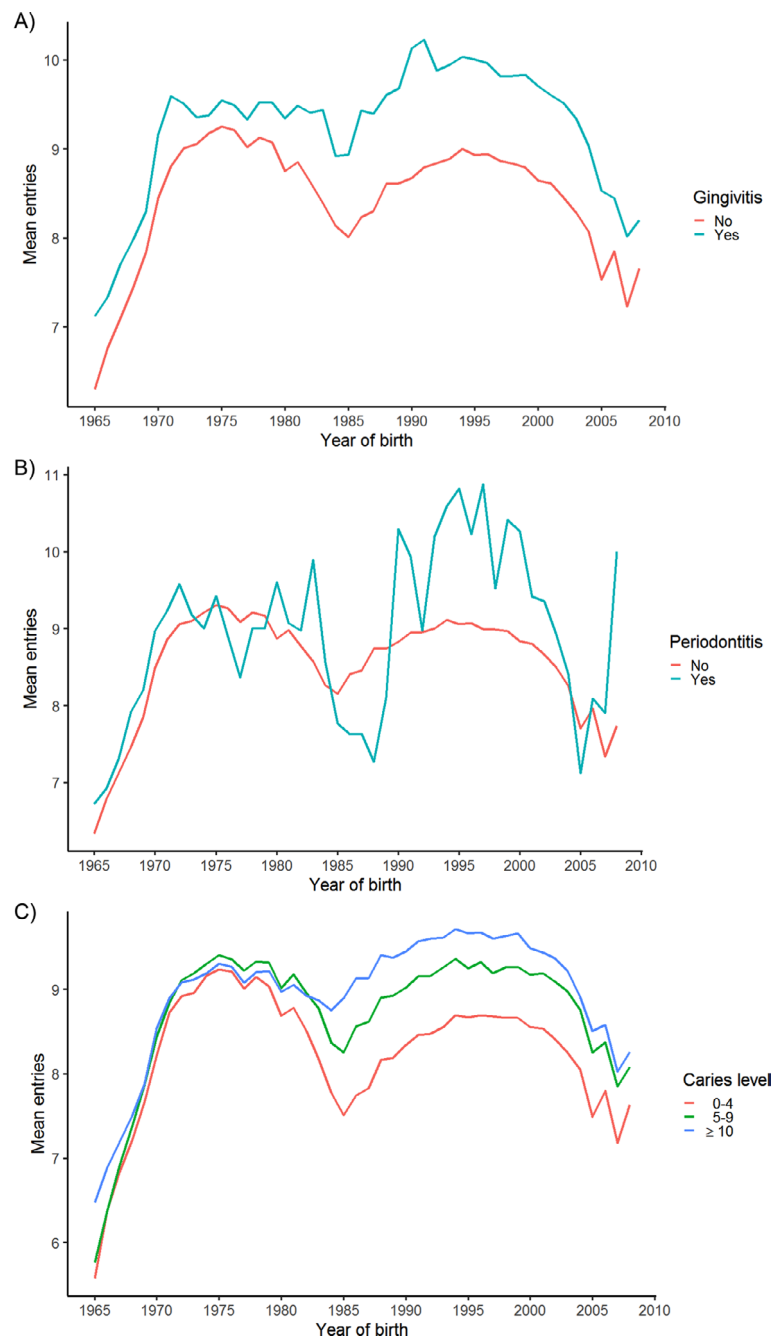 A)
10
9
8
7
Mean entries
1965 1970 1975 1980 1985 1990 1995 2000 2005 2010
Year of birth
Gingivitis
No
Yes
B)
11
10
9
8
7
Mean entries
1965 1970 1975 1980 1985 1990 1995 2000 2005 2010
Year of birth
Periodontitis
No
Yes
C)
9
8
7
6
Mean entries
1965 1970 1975 1980 1985 1990 1995 2000 2005 2010
Year of birth
Caries level
0-4
5-9
≥ 10